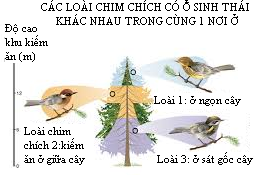 CÁC LOÀI CHIM CHÍCH CÓ Ổ SINH THÁI
KHÁC NHAU TRONG CÙNG 1 NƠI Ở
Độ cao
khu kiếm
ăn (m)
12
Loài 1: ở ngọn cây
Loài chim
chích 2:kiếm
ăn ở giữa cây
Loài 3: ở sát gốc cây